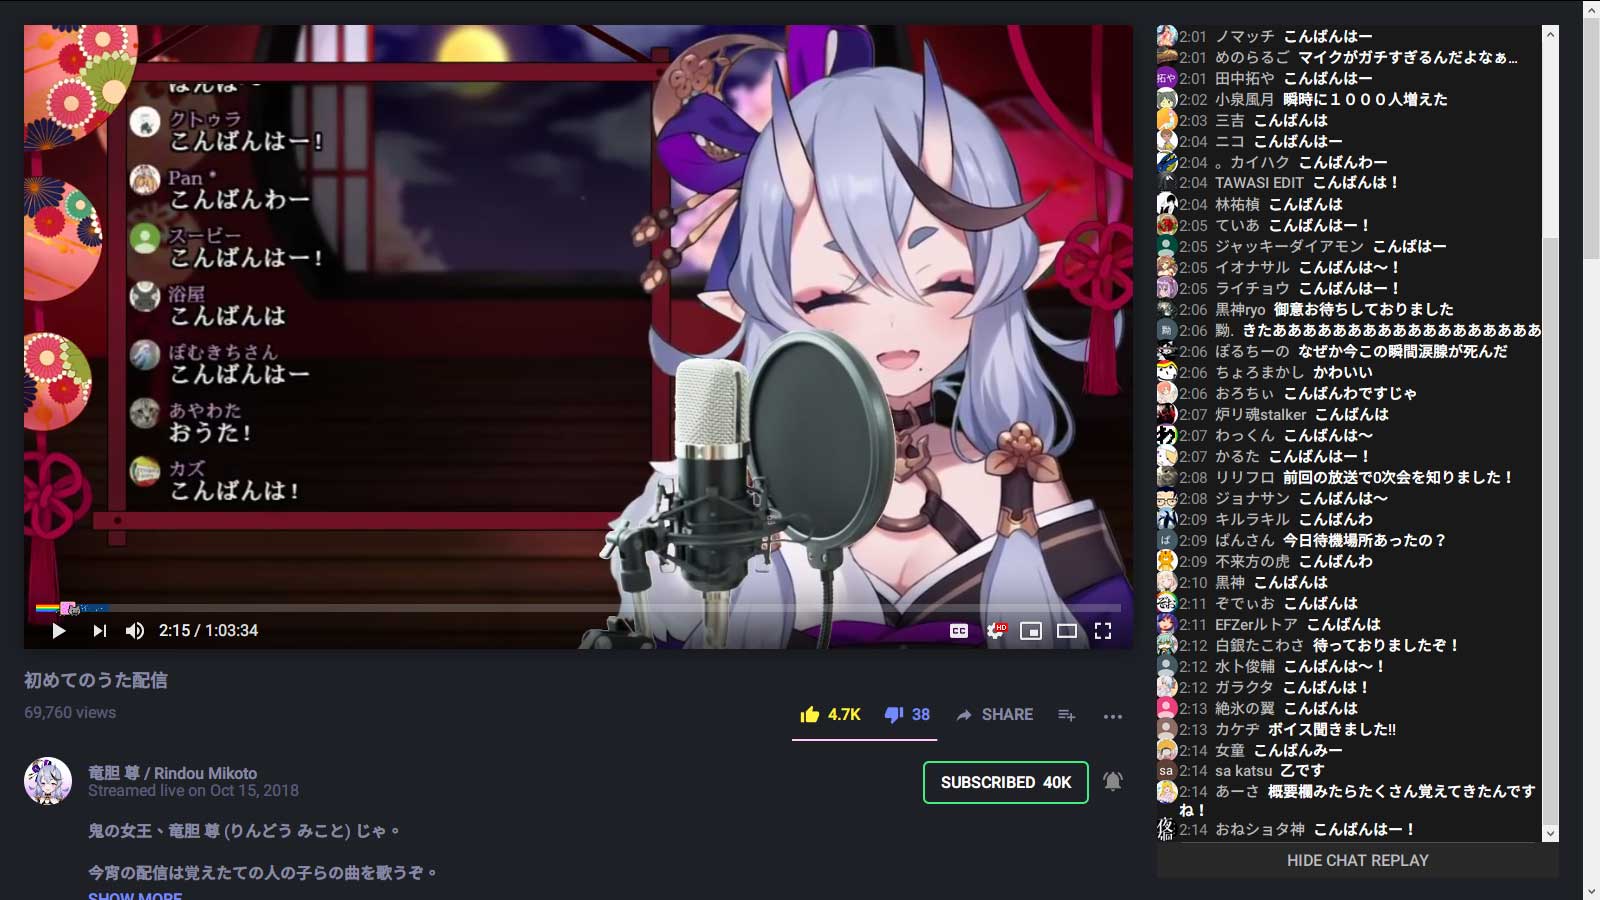 クトゥラ
こんばんはー!
Pan *
こんばんわー
スービー
こんばんはー!
浴屋
こんばんは
ぽむきちさん
こんばんはー
あやわた
おうた!
カズ
こんばんは!
2:15 / 1:03:34
CC
HD
初めてのうた配信
69,760 views
4.7K
38
SHARE
竜胆 尊 / Rindou Mikoto
Streamed live on Oct 15, 2018
SUBSCRIBED 40K
鬼の女王、竜胆 尊 (りんどう みこと) じゃ。
今宵の配信は覚えたての人の子らの曲を歌うぞ。
SHOW MORE
2:01 ノマッチ こんばんはー
2:01 めのらるご マイクがガチすぎるんだよなぁ…
拓や 2:01 田中拓や こんばんはー
2:02 小泉風月 瞬時に１０００人増えた
2:03 三吉 こんばんは
2:04 ニコ こんばんはー
2:04 。カイハク こんばんわー
2:04 TAWASI EDIT こんばんは！
2:04 林祐楨 こんばんは
2:05 ていあ こんばんはー！
2:05 ジャッキーダイアモン こんばはー
2:05 イオナサル こんばんは～！
2:05 ライチョウ こんばんはー！
2:06 黒神ryo 御意お待ちしておりました
黝 2:06 黝. きたああああああああああああああああああ
2:06 ぽるちーの なぜか今この瞬間涙腺が死んだ
2:06 ちょろまかし かわいい
2:06 おろちぃ こんばんわですじゃ
2:07 炉リ魂stalker こんばんは
2:07 わっくん こんばんは～
2:07 かるた こんばんはー！
2:08 リリフロ 前回の放送で0次会を知りました！
2:08 ジョナサン こんばんは～
2:09 キルラキル こんばんわ
ば 2:09 ばんさん 今日待機場所あったの？
2:09 不来方の虎 こんばんわ
2:10 黒神 こんばんは
2:11 ぞでぃお こんばんは
2:11 EFZerルトア こんばんは
2:12 白銀たこわさ 待っておりましたぞ！
2:12 水卜俊輔 こんばんは～！
2:12 ガラクタ こんばんは！
2:13 絶氷の翼 こんばんは
2:13 カケヂ ボイス聞きました!!
2:14 女童 こんばんみー
sa 2:14 sa katsu 乙です
2:14 あーさ 概要欄みたらたくさん覚えてきたんです
ね！
2:14 おねショタ神 こんばんはー！
HIDE CHAT REPLAY